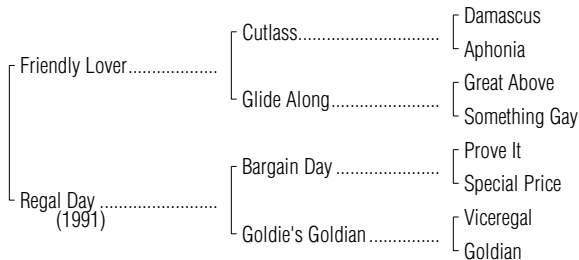 Damascus
Cutlass........................................
Aphonia
Friendly Lover....................
Great Above
Glide Along..............................
Something Gay
Prove It
Bargain Day.............................
Special Price
Regal Day ..........................
(1991)
Viceregal
Goldie's Goldian...................
Goldian